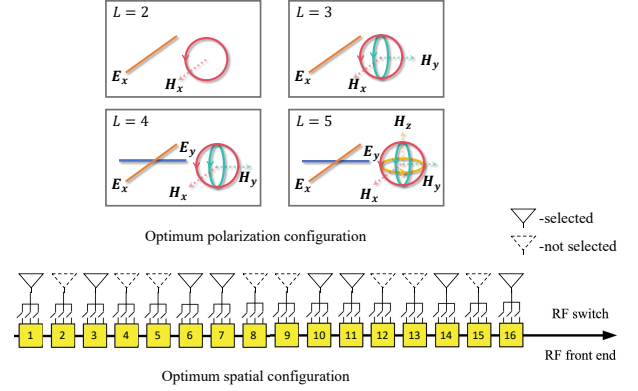 L = 2
E_x
H_x
L = 3
E_x
H_x
H_y
L = 4
E_y
E_x
H_x
H_y
L = 5
H_z
E_y
E_x
H_x
H_y
Optimum polarization configuration
-selected
-not selected
1 2 3 4 5 6 7 8 9 10 11 12 13 14 15 16
RF switch
RF front end
Optimum spatial configuration